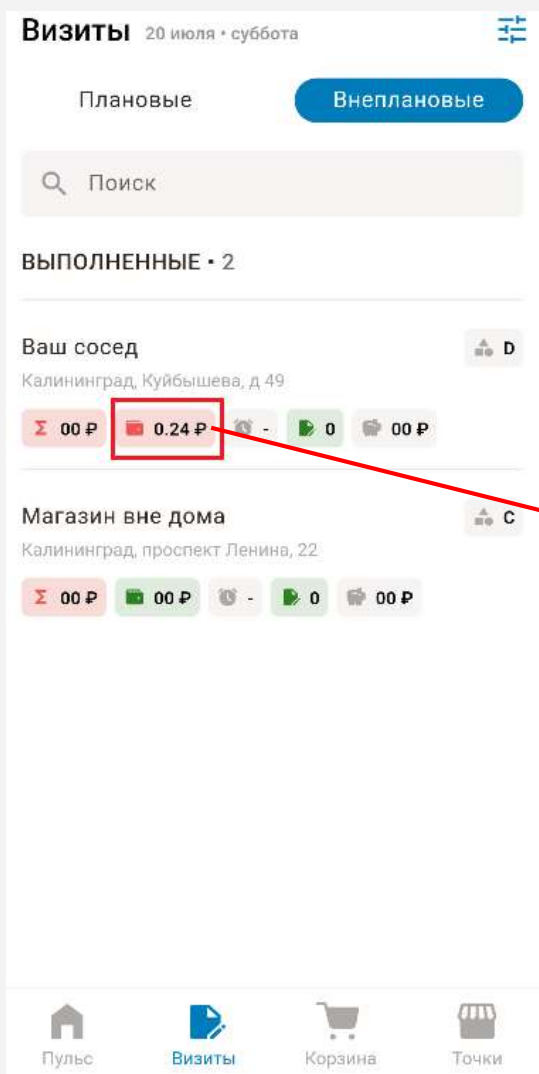 Визиты 20 июля • суббота
Плановые Внеплановые
Поиск
ВЫПОЛНЕННЫЕ • 2
Ваш сосед D
Калининград, Куйбышева, д 49
Σ 00 ₽ 0.24 ₽ - 0 00 ₽
Магазин вне дома C
Калининград, проспект Ленина, 22
Σ 00 ₽ 00 ₽ - 0 00 ₽
Пульс Визиты Корзина Точки